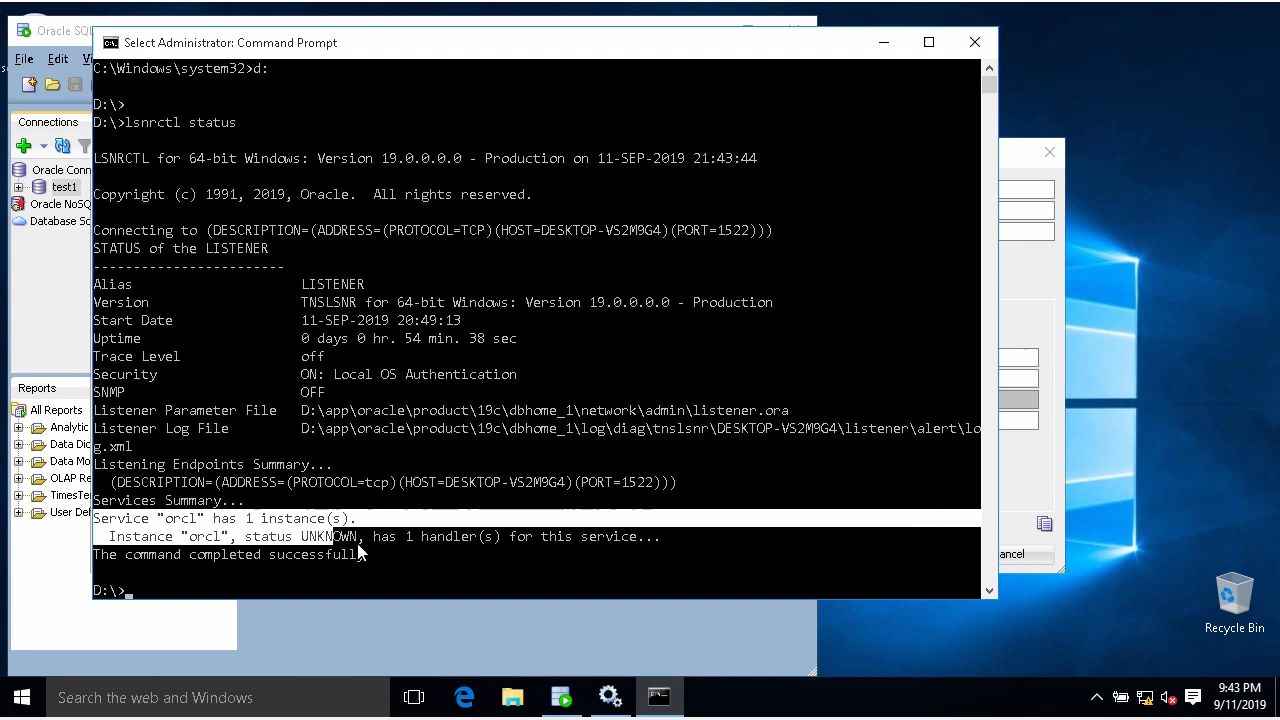 Oracle SQL
File Edit Vi
Connections
Oracle Conn
test1
Oracle NoSQ
Database Sc
Reports
All Reports
Analytic
Data Dic
Data Mo
OLAP Re
TimesTe
User Def
Select Administrator: Command Prompt
C:\Windows\system32>d:
D:\>
D:\>lsnrctl status
LSNRCTL for 64-bit Windows: Version 19.0.0.0.0 - Production on 11-SEP-2019 21:43:44
Copyright (c) 1991, 2019, Oracle.  All rights reserved.
Connecting to (DESCRIPTION=(ADDRESS=(PROTOCOL=TCP)(HOST=DESKTOP-VS2M9G4)(PORT=1522)))
STATUS of the LISTENER
------------------------
Alias                     LISTENER
Version                   TNSLSNR for 64-bit Windows: Version 19.0.0.0.0 - Production
Start Date                11-SEP-2019 20:49:13
Uptime                    0 days 0 hr. 54 min. 38 sec
Trace Level               off
Security                  ON: Local OS Authentication
SNMP                      OFF
Listener Parameter File   D:\app\oracle\product\19c\dbhome_1\network\admin\listener.ora
Listener Log File         D:\app\oracle\product\19c\dbhome_1\log\diag\tnslsnr\DESKTOP-VS2M9G4\listener\alert\lo
g.xml
Listening Endpoints Summary...
  (DESCRIPTION=(ADDRESS=(PROTOCOL=tcp)(HOST=DESKTOP-VS2M9G4)(PORT=1522)))
Services Summary...
Service "orcl" has 1 instance(s).
  Instance "orcl", status UNKNOWN, has 1 handler(s) for this service...
The command completed successfull
D:\>
ancel
Recycle Bin
Search the web and Windows
9:43 PM
9/11/2019